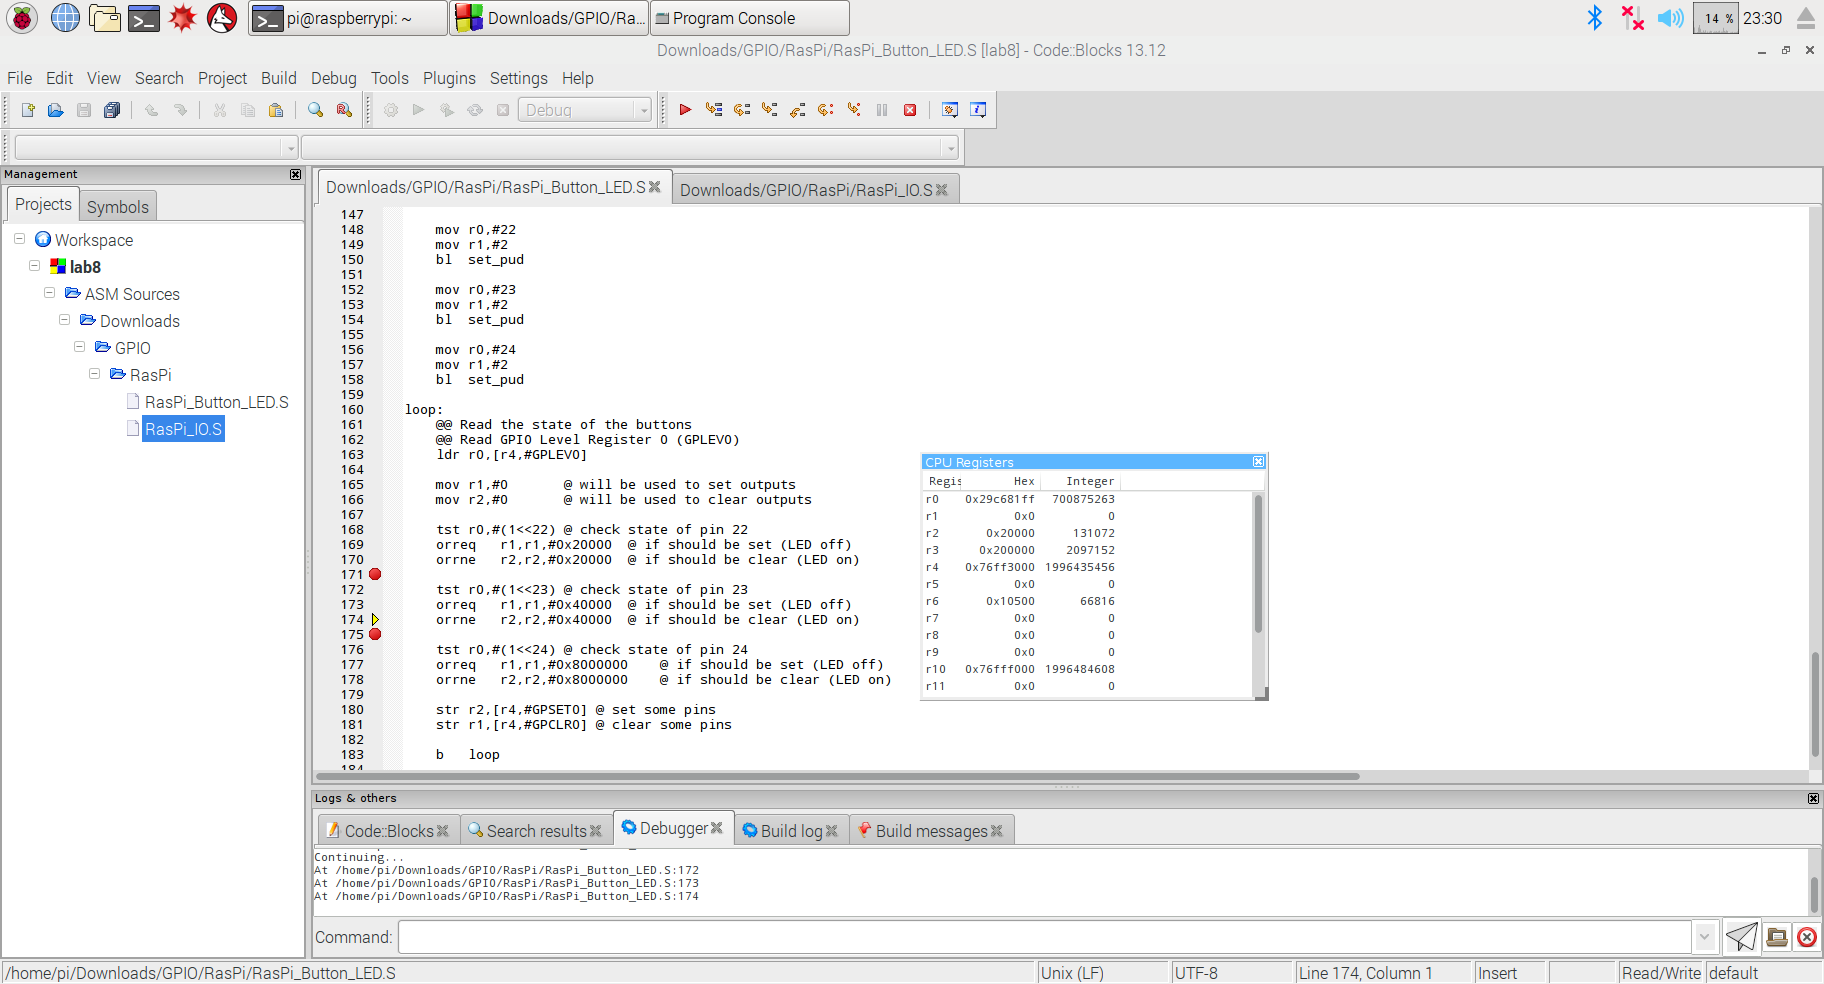 pi@raspberrypi: ~
Downloads/GPIO/Ra...
Program Console
14 %
23:30
Downloads/GPIO/RasPi/RasPi_Button_LED.S [lab8] - Code::Blocks 13.12
File Edit View Search Project Build Debug Tools Plugins Settings Help
Debug
Management
Projects
Symbols
Workspace
lab8
ASM Sources
Downloads
GPIO
RasPi
RasPi_Button_LED.S
RasPi_IO.S
Downloads/GPIO/RasPi/RasPi_Button_LED.S
Downloads/GPIO/RasPi/RasPi_IO.S
147
148 mov r0,#22
149 mov r1,#2
150 bl set_pud
151
152 mov r0,#23
153 mov r1,#2
154 bl set_pud
155
156 mov r0,#24
157 mov r1,#2
158 bl set_pud
159
160 loop:
161 @@ Read the state of the buttons
162 @@ Read GPIO Level Register 0 (GPLEV0)
163 ldr r0,[r4,#GPLEV0]
164
165 mov r1,#0 @ will be used to set outputs
166 mov r2,#0 @ will be used to clear outputs
167
168 tst r0,#(1<<22) @ check state of pin 22
169 orreq r1,r1,#0x20000 @ if should be set (LED off)
170 orrne r2,r2,#0x20000 @ if should be clear (LED on)
171
172 tst r0,#(1<<23) @ check state of pin 23
173 orreq r1,r1,#0x40000 @ if should be set (LED off)
174 orrne r2,r2,#0x40000 @ if should be clear (LED on)
175
176 tst r0,#(1<<24) @ check state of pin 24
177 orreq r1,r1,#0x8000000 @ if should be set (LED off)
178 orrne r2,r2,#0x8000000 @ if should be clear (LED on)
179
180 str r2,[r4,#GPSET0] @ set some pins
181 str r1,[r4,#GPCLR0] @ clear some pins
182
183 b loop
184
CPU Registers
Regis Hex Integer
r0 0x29c681ff 700875263
r1 0x0 0
r2 0x20000 131072
r3 0x200000 2097152
r4 0x76ff3000 1996435456
r5 0x0 0
r6 0x10500 66816
r7 0x0 0
r8 0x0 0
r9 0x0 0
r10 0x76fff000 1996484608
r11 0x0 0
Logs & others
Code::Blocks
Search results
Debugger
Build log
Build messages
Continuing...
At /home/pi/Downloads/GPIO/RasPi/RasPi_Button_LED.S:172
At /home/pi/Downloads/GPIO/RasPi/RasPi_Button_LED.S:173
At /home/pi/Downloads/GPIO/RasPi/RasPi_Button_LED.S:174
Command:
/home/pi/Downloads/GPIO/RasPi/RasPi_Button_LED.S
Unix (LF)
UTF-8
Line 174, Column 1
Insert
Read/Write
default